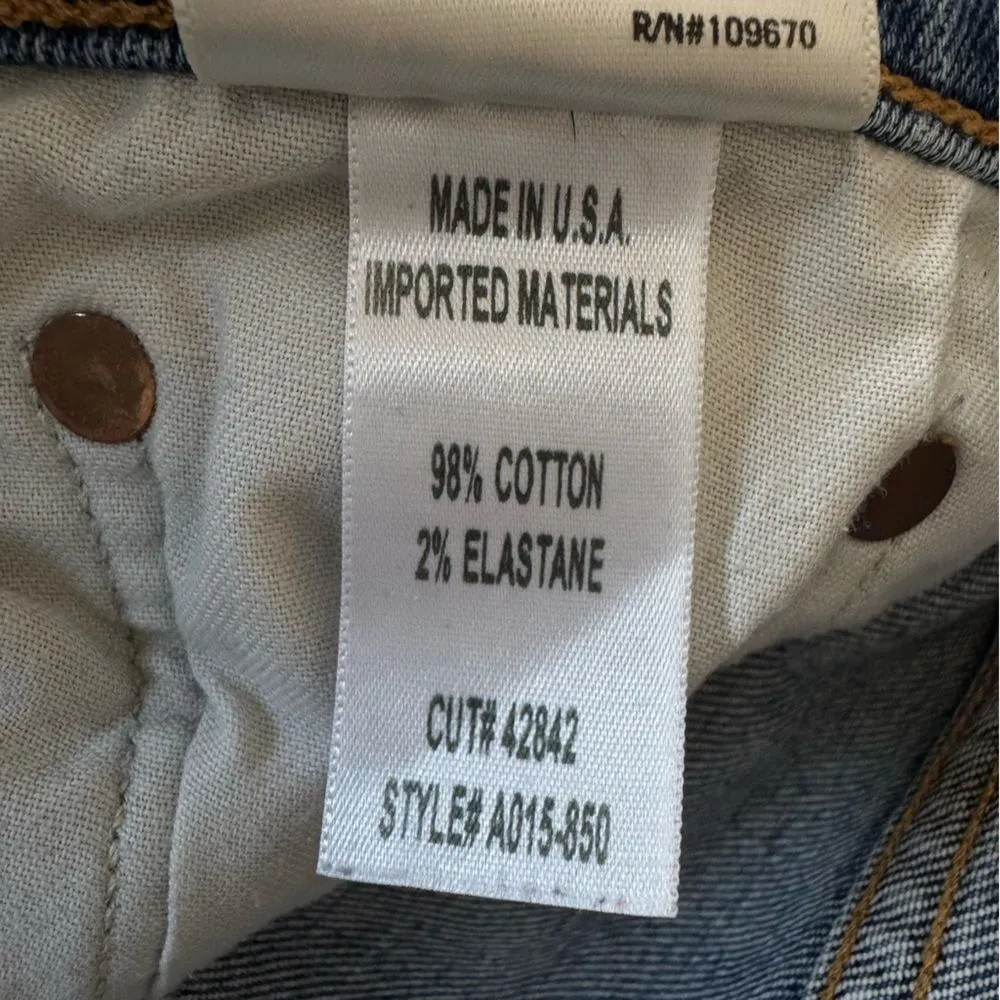 R/N#109670
MADE IN U.S.A.
IMPORTED MATERIALS
98% COTTON
2% ELASTANE
CUT# 42842
STYLE# A015-850